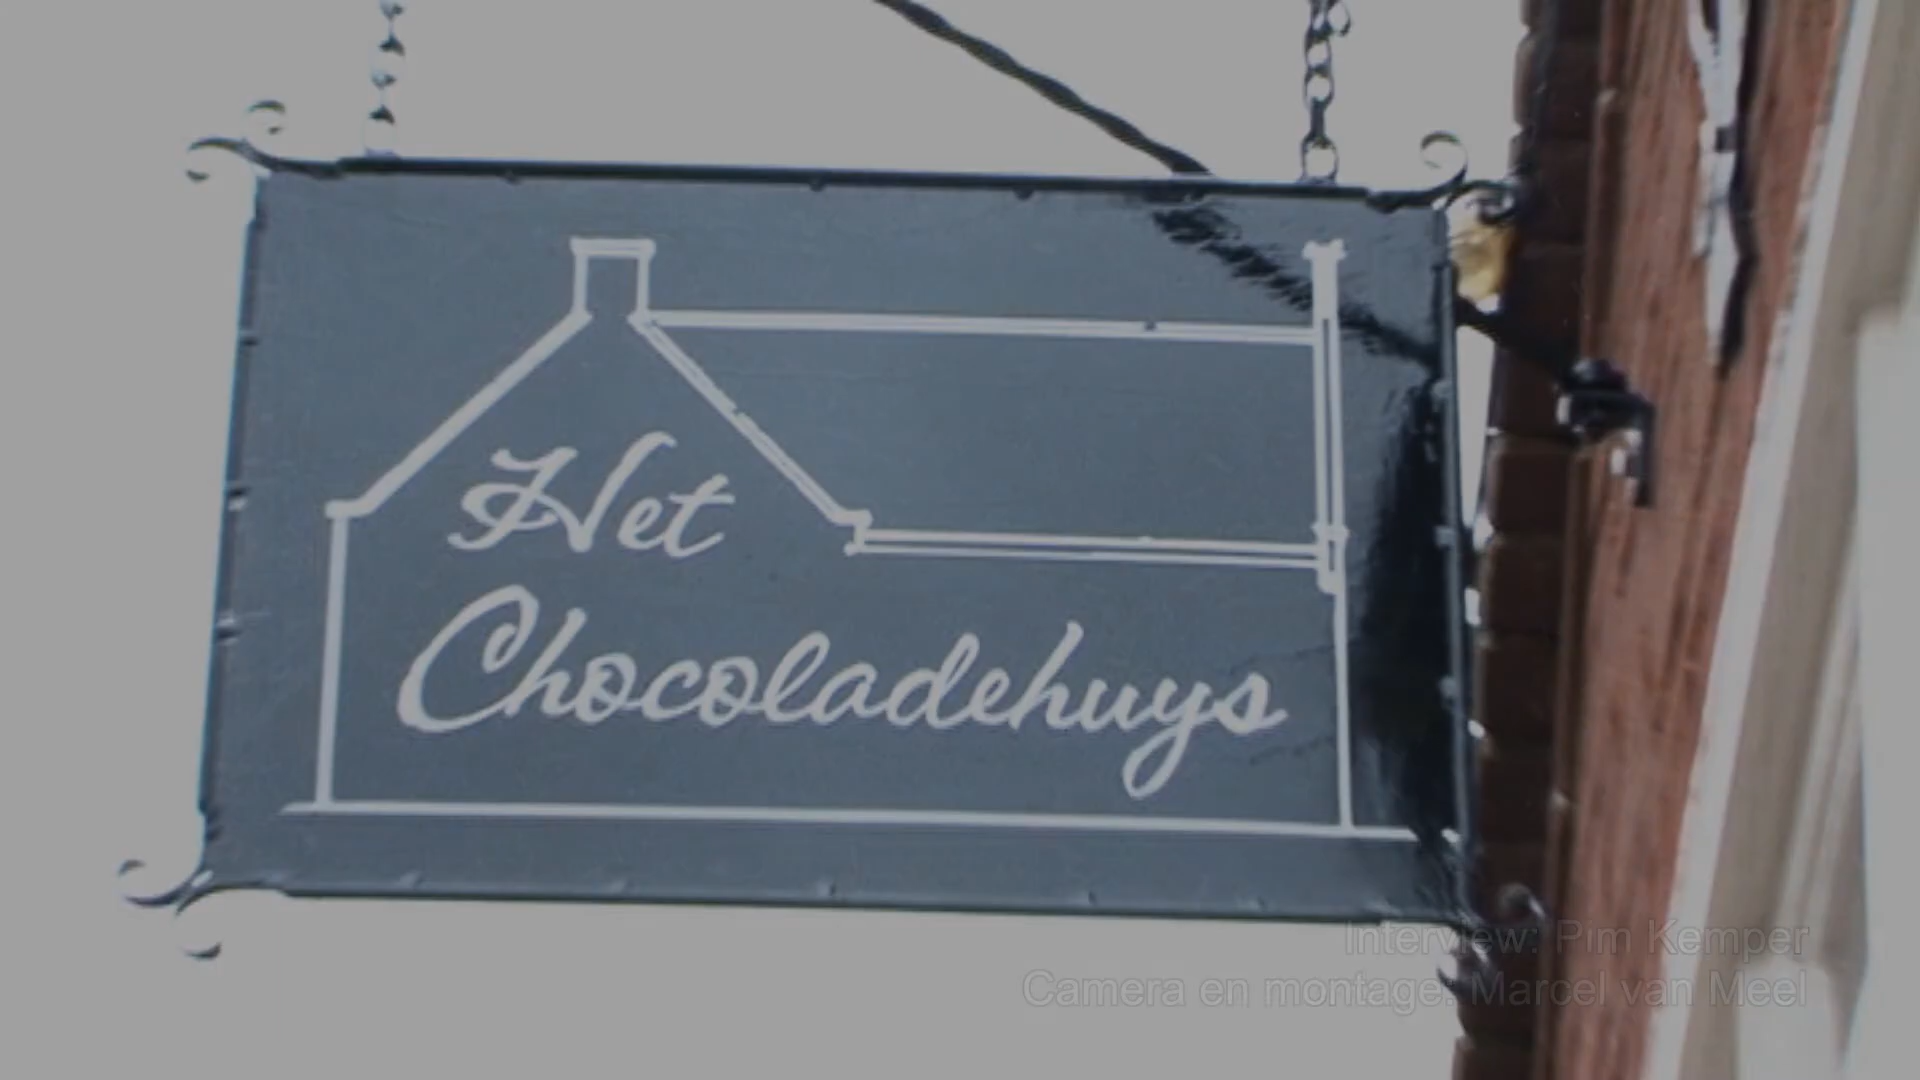 Het
Chocoladehuys
Interview: Pim Kemper
Camera en montage: Marcel van Meel